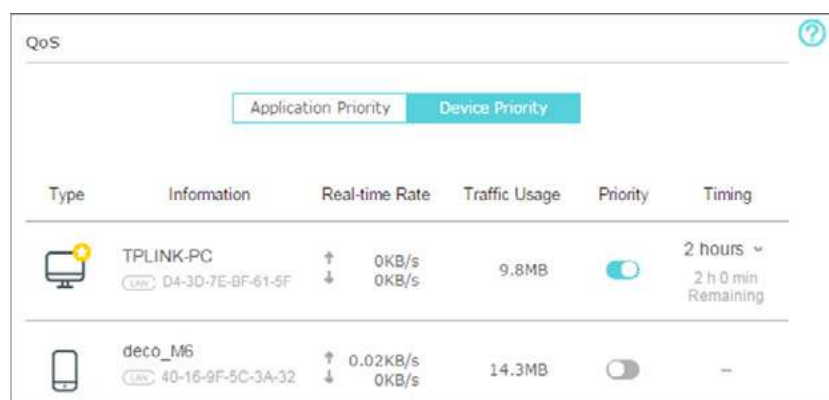 QoS
?
Application Priority Device Priority
Type Information Real-time Rate Traffic Usage Priority Timing
TPLINK-PC
LAN D4-3D-7E-BF-61-5F
↑ 0KB/s
↓ 0KB/s
9.8MB
2 hours
2 h 0 min
Remaining
deco_M6
LAN 40-16-9F-5C-3A-32
↑ 0.02KB/s
↓ 0KB/s
14.3MB
--